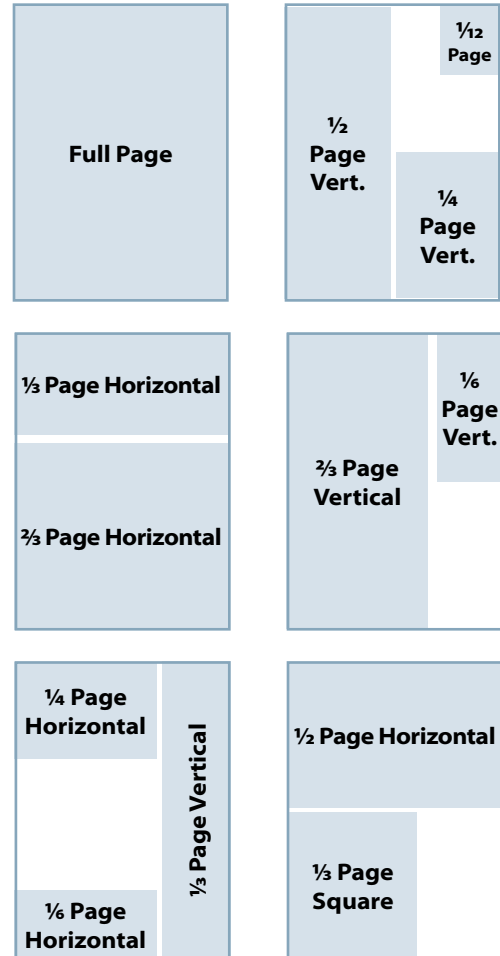 Full Page
½
Page
Vert.
¹⁄₁₂
Page
¼
Page
Vert.
⅓ Page Horizontal
⅔ Page Horizontal
⅔ Page
Vertical
⅙
Page
Vert.
¼ Page
Horizontal
⅓ Page Vertical
⅙ Page
Horizontal
½ Page Horizontal
⅓ Page
Square